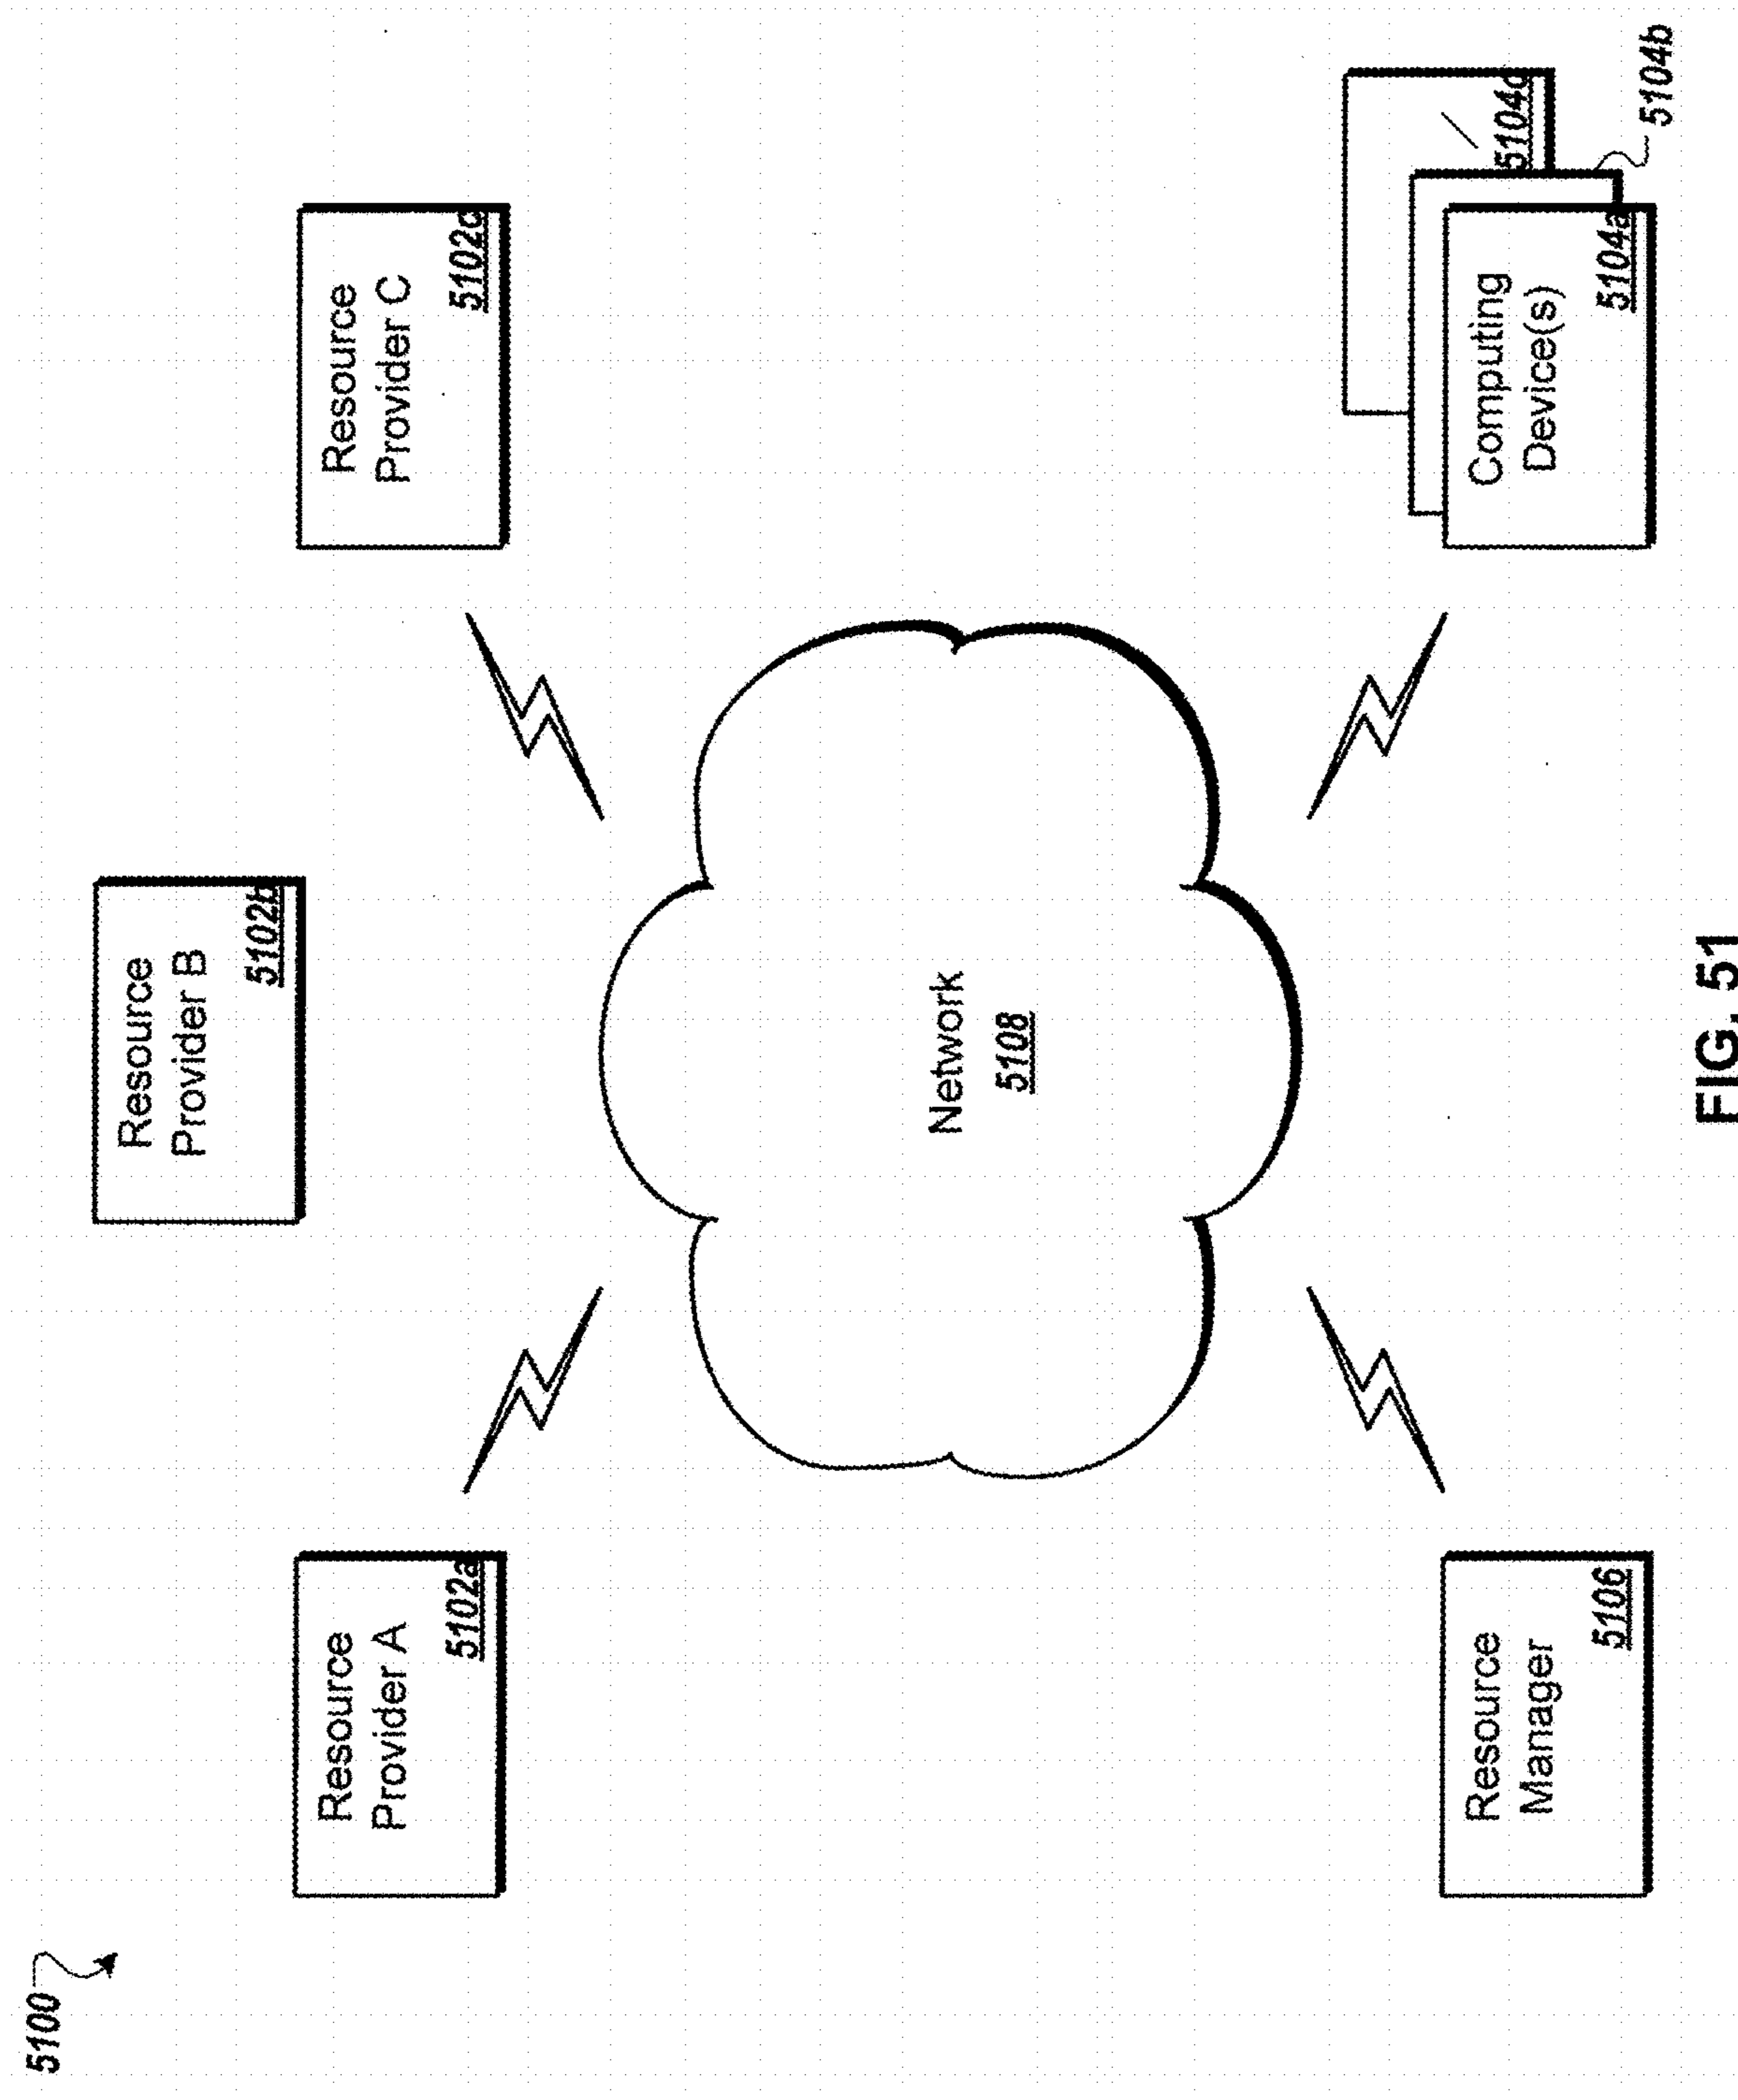 5100
Resource
Provider B
5102b
Resource
Provider A
5102a
Resource
Provider C
5102c
Network
5108
Resource
Manager
5106
Computing
Device(s)
5104a
5104b
5104c
FIG. 51